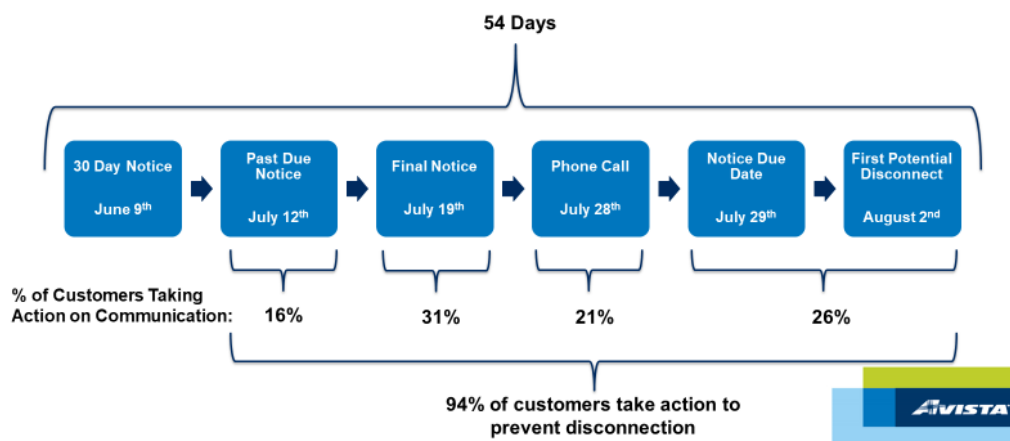 54 Days
30 Day Notice
June 9th
Past Due
Notice
July 12th
Final Notice
July 19th
Phone Call
July 28th
Notice Due
Date
July 29th
First Potential
Disconnect
August 2nd
% of Customers Taking
Action on Communication:
16%
31%
21%
26%
94% of customers take action to
prevent disconnection
AVISTA